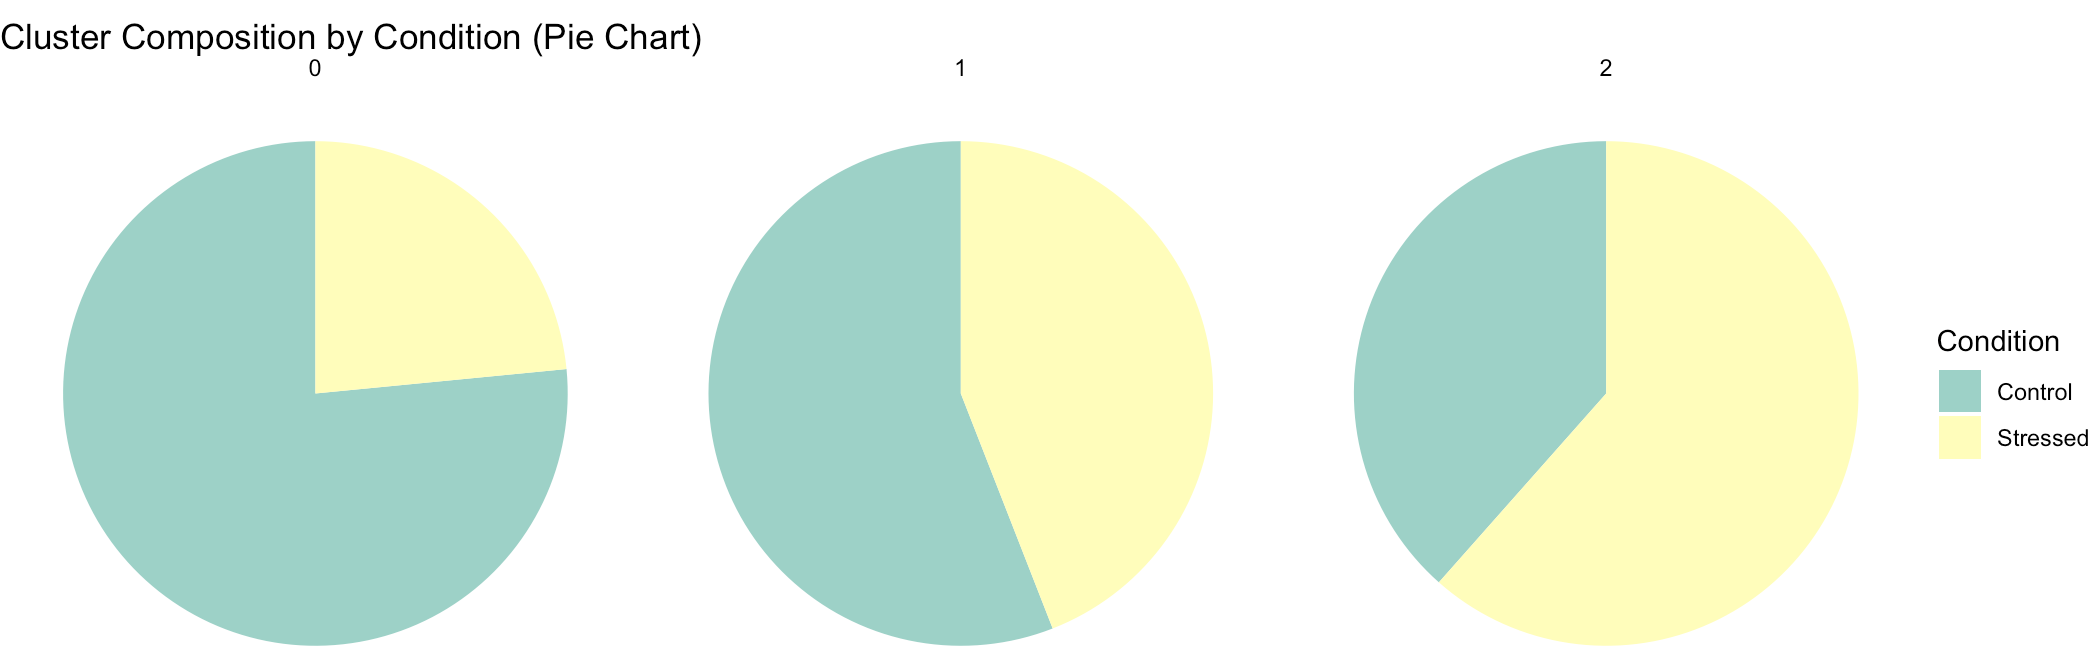 Cluster Composition by Condition (Pie Chart)
0
1
2
Condition
Control
Stressed